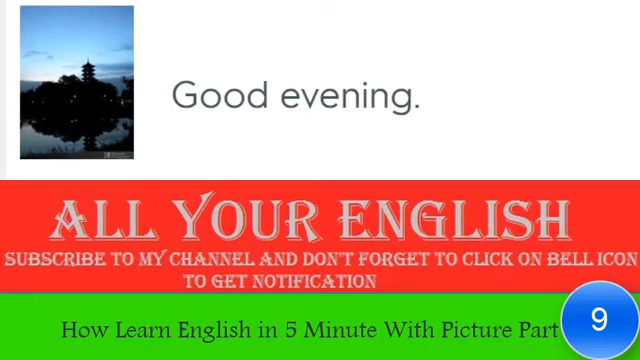 Good evening.
ALL YOUR ENGLISH
SUBSCRIBE TO MY CHANNEL AND DON'T FORGET TO CLICK ON BELL ICON
TO GET NOTIFICATION
How Learn English in 5 Minute With Picture Part 9